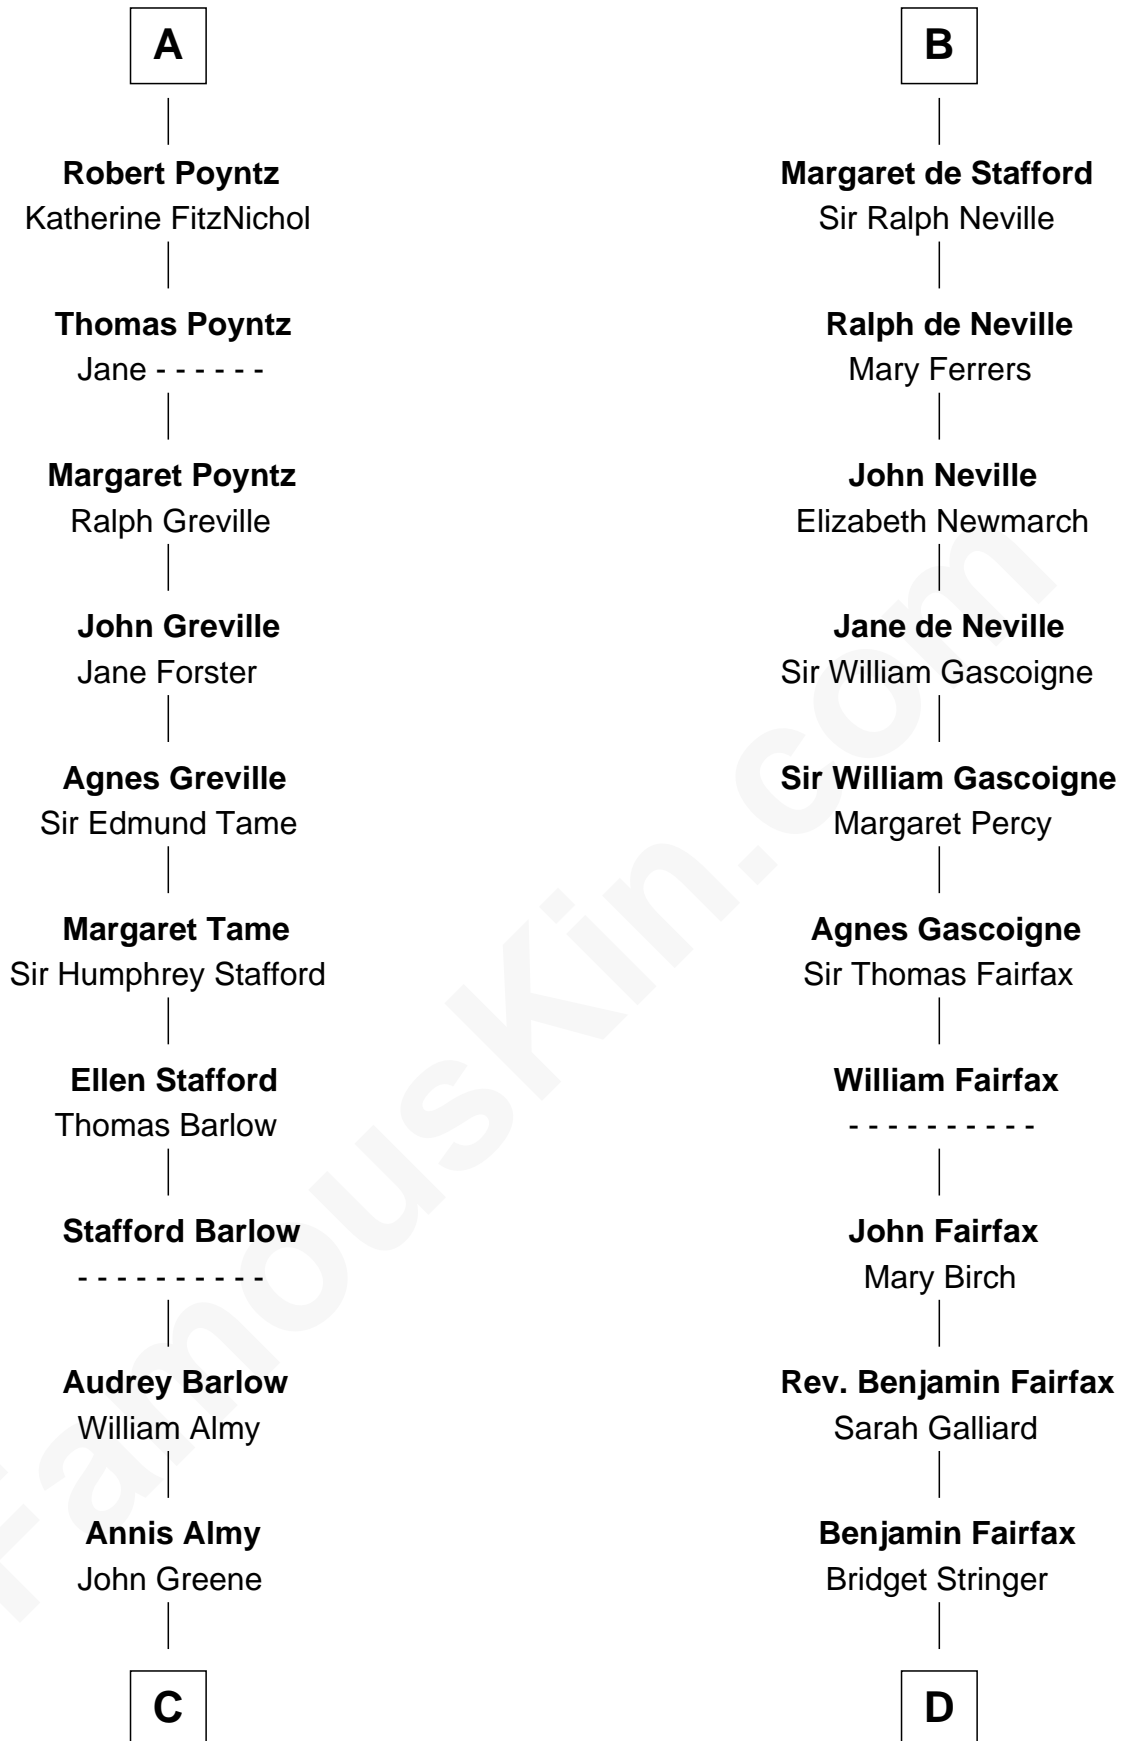 A
Robert Poyntz
Katherine FitzNichol
Thomas Poyntz
Jane - - - - - -
Margaret Poyntz
Ralph Greville
John Greville
Jane Forster
Agnes Greville
Sir Edmund Tame
Margaret Tame
Sir Humphrey Stafford
Ellen Stafford
Thomas Barlow
Stafford Barlow
- - - - - - - - - -
Audrey Barlow
William Almy
Annis Almy
John Greene
C
B
Margaret de Stafford
Sir Ralph Neville
Ralph de Neville
Mary Ferrers
John Neville
Elizabeth Newmarch
Jane de Neville
Sir William Gascoigne
Sir William Gascoigne
Margaret Percy
Agnes Gascoigne
Sir Thomas Fairfax
William Fairfax
- - - - - - - - - -
John Fairfax
Mary Birch
Rev. Benjamin Fairfax
Sarah Galliard
Benjamin Fairfax
Bridget Stringer
D
FamousKin.com